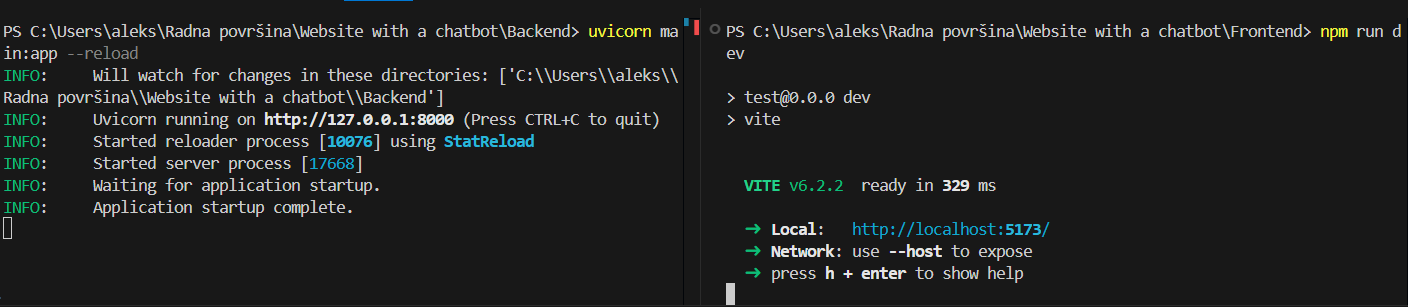 PS C:\Users\aleks\Radna površina\Website with a chatbot\Backend> uvicorn ma
in:app --reload
INFO:     Will watch for changes in these directories: ['C:\\Users\\aleks\\
Radna površina\\Website with a chatbot\\Backend']
INFO:     Uvicorn running on http://127.0.0.1:8000 (Press CTRL+C to quit)
INFO:     Started reloader process [10076] using StatReload
INFO:     Started server process [17668]
INFO:     Waiting for application startup.
INFO:     Application startup complete.
PS C:\Users\aleks\Radna površina\Website with a chatbot\Frontend> npm run d
ev
> test@0.0.0 dev
> vite
VITE v6.2.2  ready in 329 ms
➜ Local:   http://localhost:5173/
➜ Network: use --host to expose
➜ press h + enter to show help